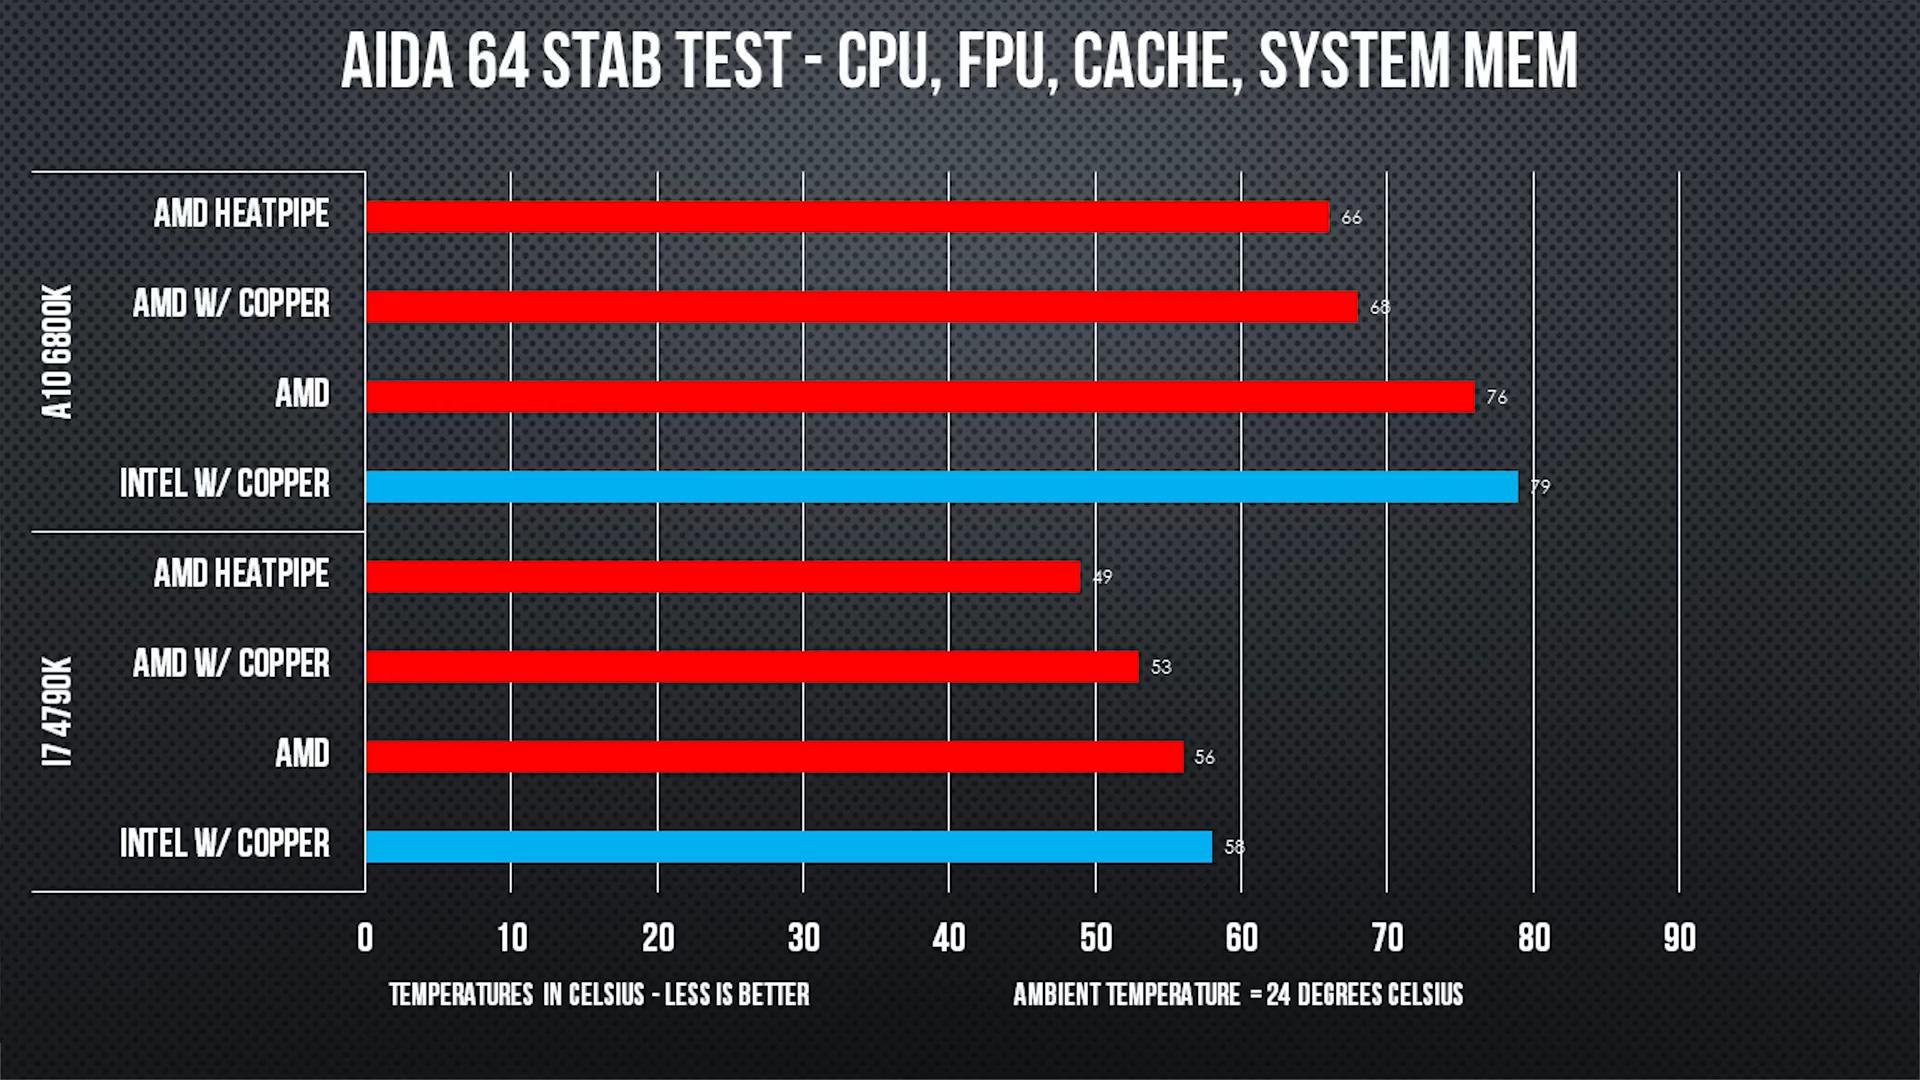 AIDA 64 STAB TEST - CPU, FPU, CACHE, SYSTEM MEM
A10 6800K
AMD HEATPIPE 66
AMD W/ COPPER 68
AMD 76
INTEL W/ COPPER 79
I7 4790K
AMD HEATPIPE 49
AMD W/ COPPER 53
AMD 56
INTEL W/ COPPER 58
0 10 20 30 40 50 60 70 80 90
TEMPERATURES IN CELSIUS - LESS IS BETTER
AMBIENT TEMPERATURE = 24 DEGREES CELSIUS